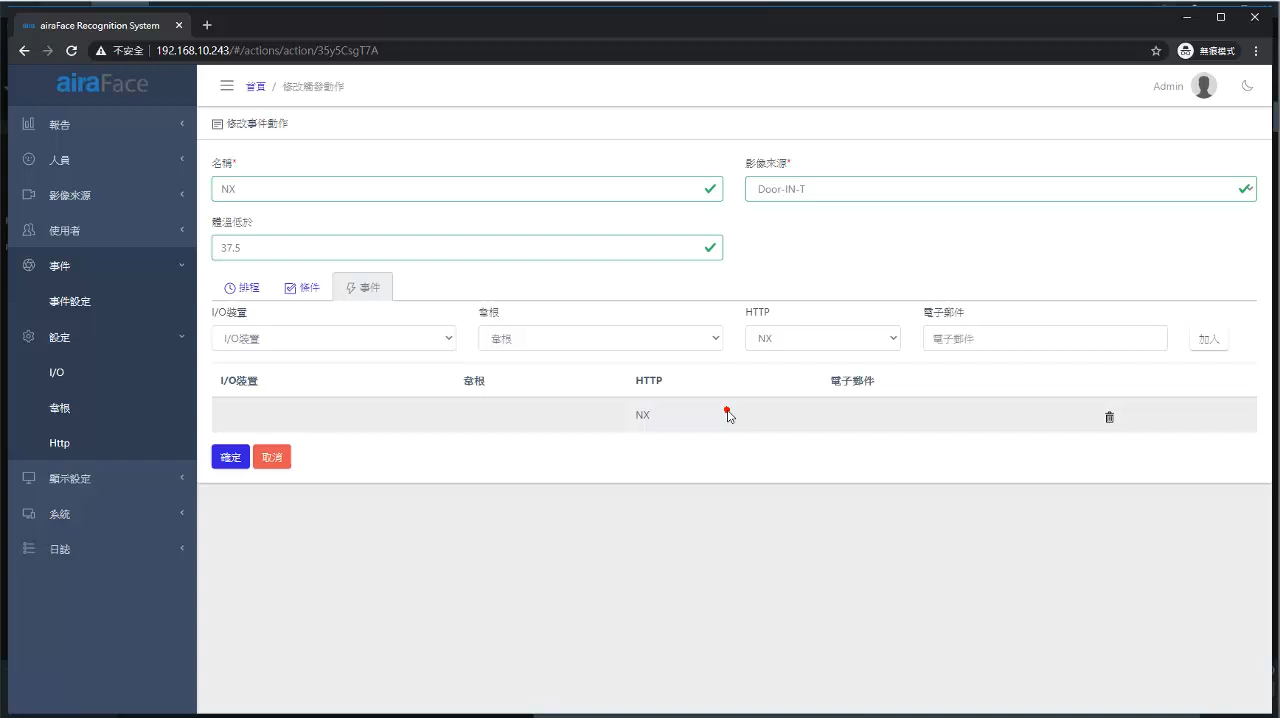 aira airaFace Recognition System
不安全 192.168.10.243/#/actions/action/35y5CsgT7A 無痕模式
airaFace
首頁 / 修改觸發動作 Admin
報告
人員
影像來源
使用者
事件
事件設定
設定
I/O
韋根
Http
顯示設定
系統
日誌
修改事件動作
名稱* 影像來源*
NX Door-IN-T
體溫低於
37.5
排程 條件 事件
I/O裝置 韋根 HTTP 電子郵件
I/O裝置 韋根 NX 電子郵件 加入
I/O裝置 韋根 HTTP 電子郵件
NX
確定 取消